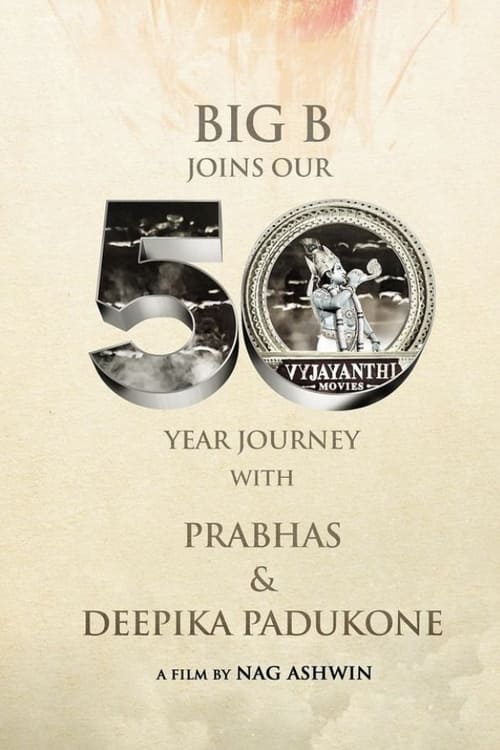 BIG B
JOINS OUR
50
VYJAYANTHI
MOVIES
YEAR JOURNEY
WITH
PRABHAS
&
DEEPIKA PADUKONE
A FILM BY NAG ASHWIN